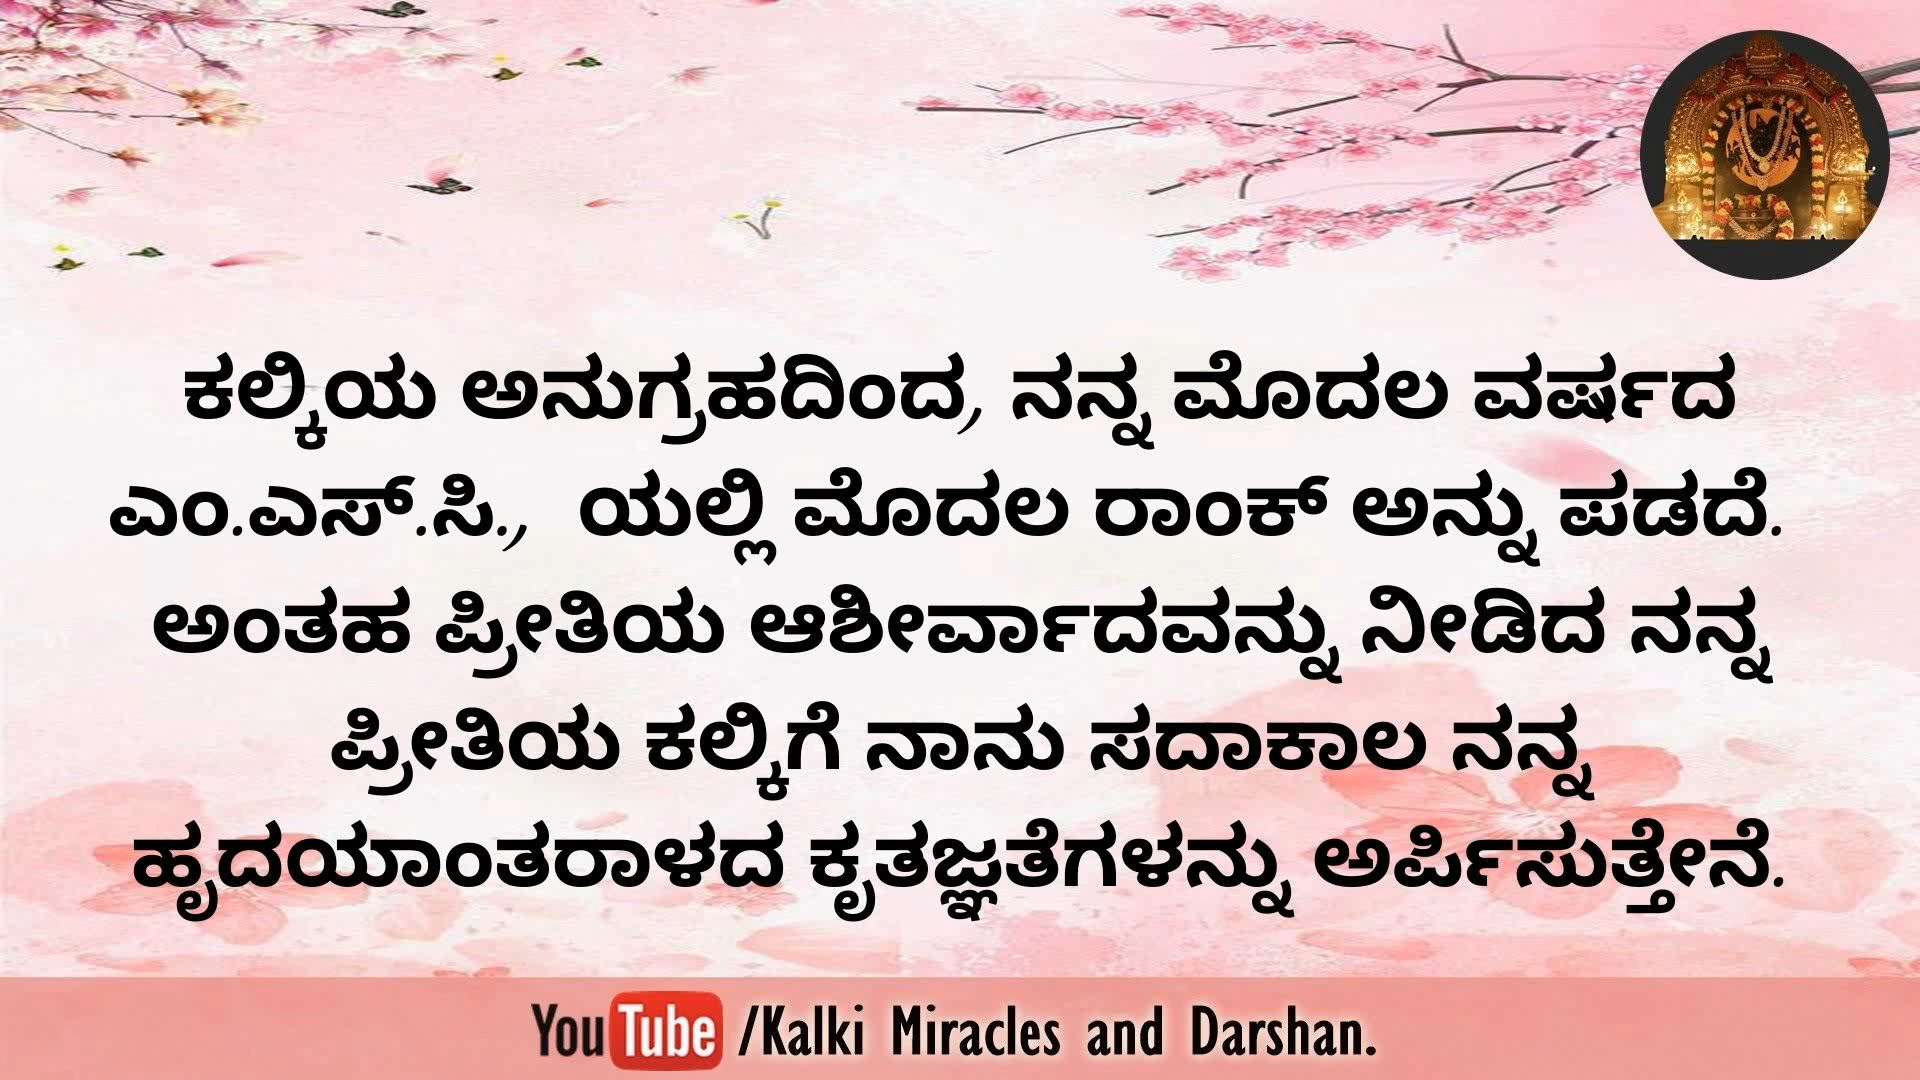 ಕಲ್ಕಿಯ ಅನುಗ್ರಹದಿಂದ, ನನ್ನ ಮೊದಲ ವರ್ಷದ
ಎಂ.ಎಸ್.ಸಿ., ಯಲ್ಲಿ ಮೊದಲ ರಾಂಕ್ ಅನ್ನು ಪಡದೆ.
ಅಂತಹ ಪ್ರೀತಿಯ ಆಶೀರ್ವಾದವನ್ನು ನೀಡಿದ ನನ್ನ
ಪ್ರೀತಿಯ ಕಲ್ಕಿಗೆ ನಾನು ಸದಾಕಾಲ ನನ್ನ
ಹೃದಯಾಂತರಾಳದ ಕೃತಜ್ಞತೆಗಳನ್ನು ಅರ್ಪಿಸುತ್ತೇನೆ.
YouTube /Kalki Miracles and Darshan.